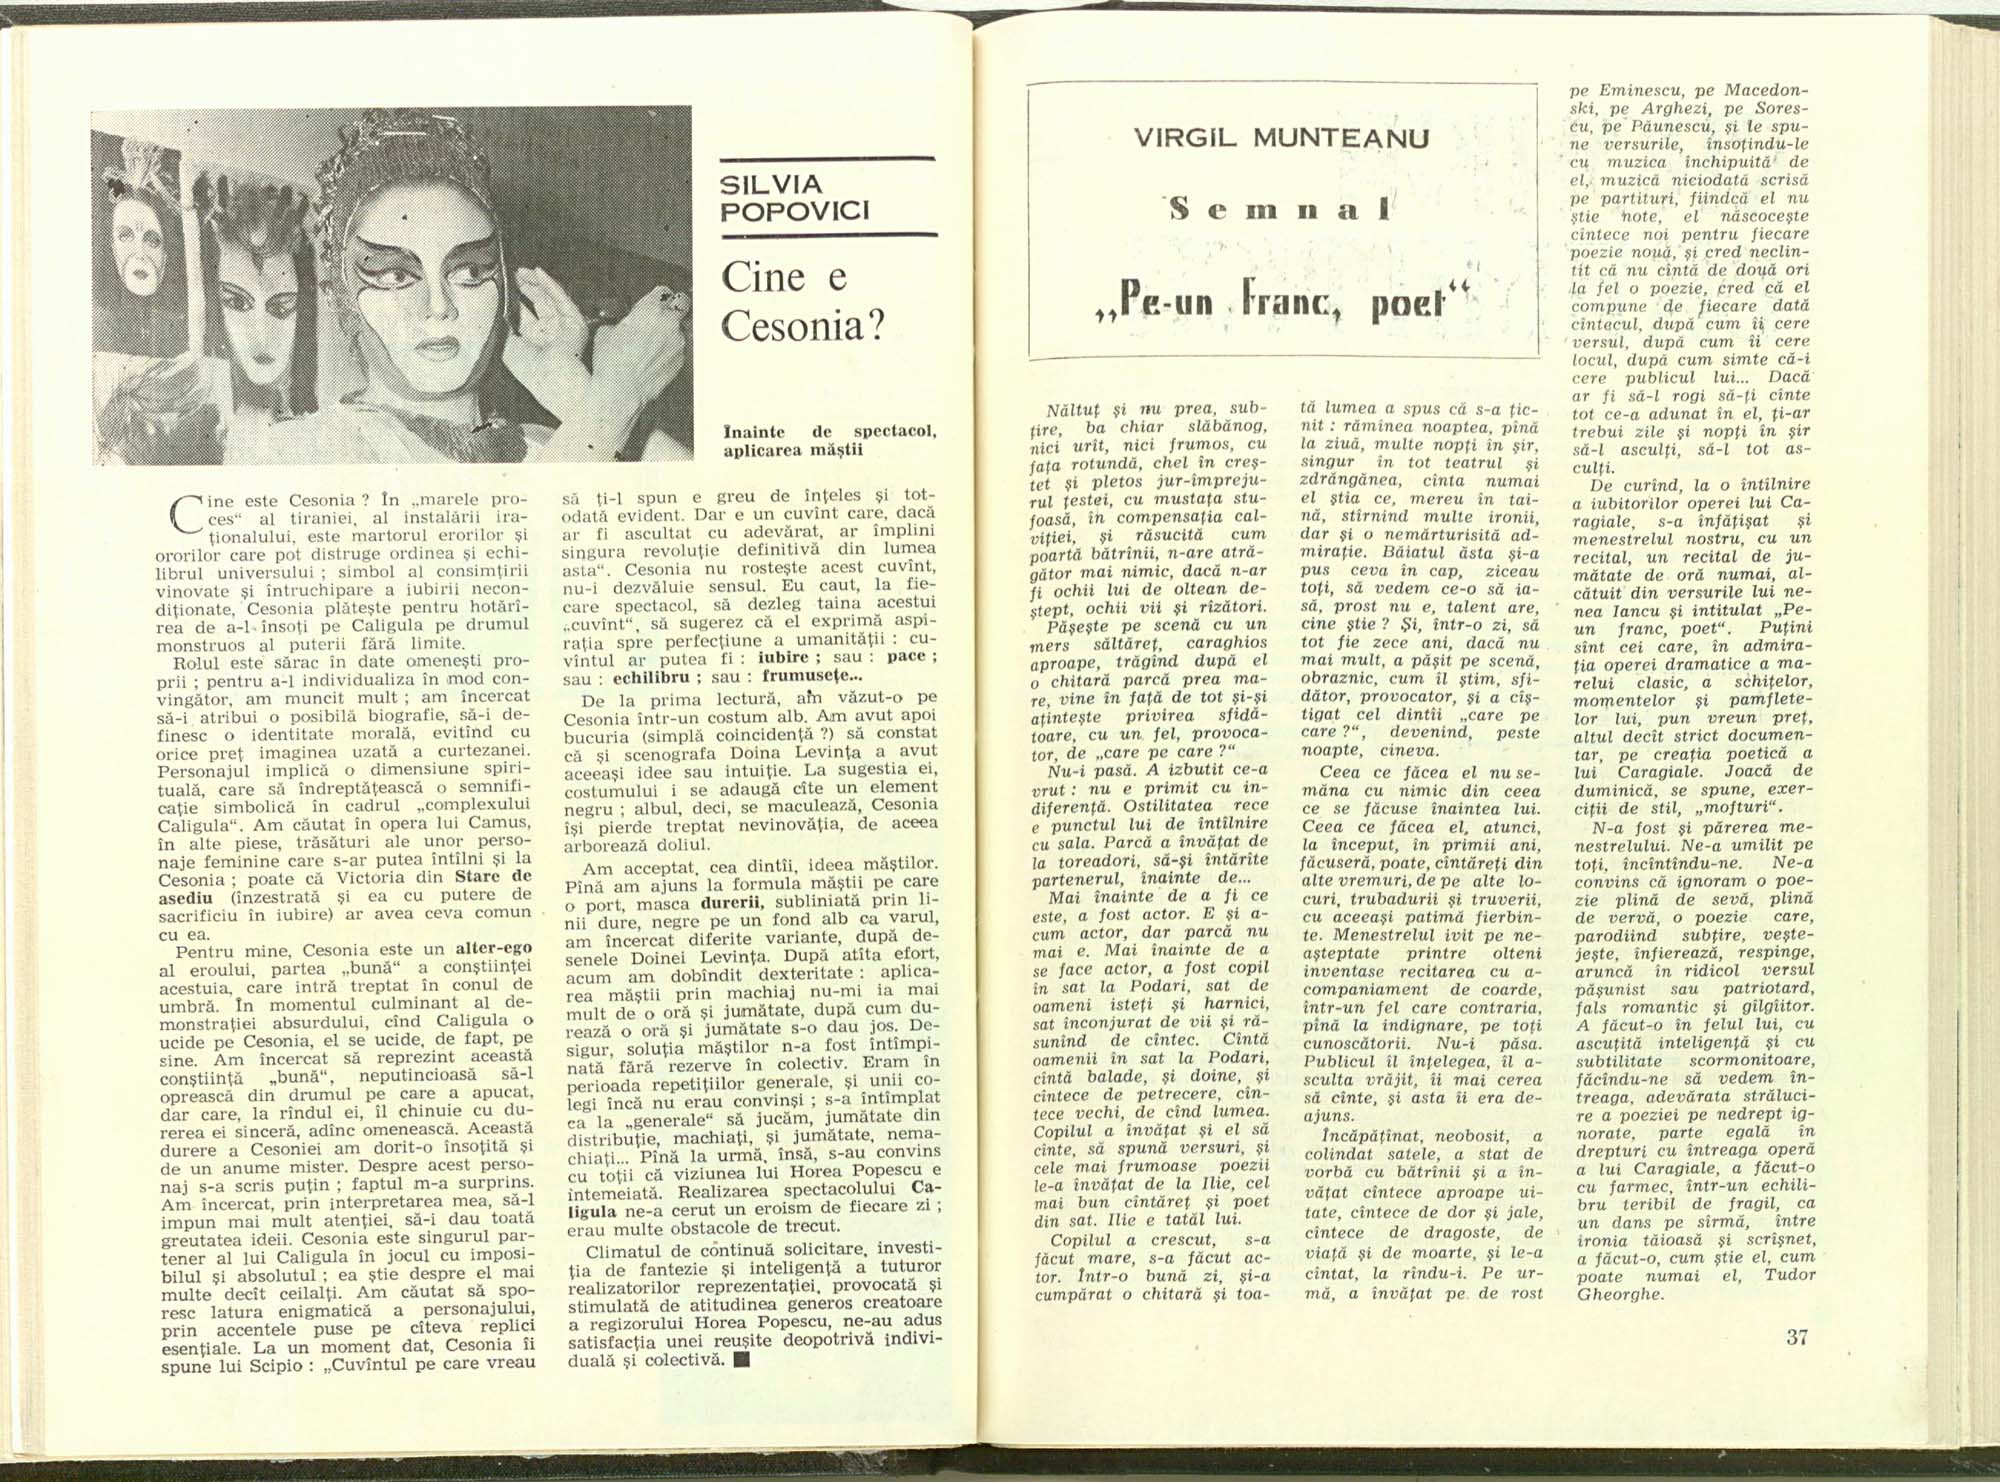 SILVIA
POPOVICI
Cine e
Cesonia?
Înainte de spectacol,
aplicarea măștii
Cine este Cesonia ? În „marele pro-
ces“ al tiraniei, al instalării ira-
ționalului, este martorul erorilor și
ororilor care pot distruge ordinea și echi-
librul universului ; simbol al consimțirii
vinovate și întruchipare a iubirii necon-
diționate, Cesonia plătește pentru hotărî-
rea de a-l însoți pe Caligula pe drumul
monstruos al puterii fără limite.
Rolul este sărac în date omenești pro-
prii ; pentru a-l individualiza în mod con-
vingător, am muncit mult ; am încercat
să-i atribui o posibilă biografie, să-i de-
finesc o identitate morală, evitînd cu
orice preț imaginea uzată a curtezanei.
Personajul implică o dimensiune spiri-
tuală, care să îndreptățească o semnifi-
cație simbolică în cadrul „complexului
Caligula“. Am căutat în opera lui Camus,
în alte piese, trăsături ale unor perso-
naje feminine care s-ar putea întîlni și la
Cesonia ; poate că Victoria din Stare de
asediu (înzestrată și ea cu putere de
sacrificiu în iubire) ar avea ceva comun
cu ea.
Pentru mine, Cesonia este un alter-ego
al eroului, partea „bună“ a conștiinței
acestuia, care intră treptat în conul de
umbră. În momentul culminant al de-
monstrației absurdului, cînd Caligula o
ucide pe Cesonia, el se ucide, de fapt, pe
sine. Am încercat să reprezint această
conștiință „bună“, neputincioasă să-l
oprească din drumul pe care a apucat,
dar care, la rîndul ei, îl chinuie cu du-
rerea ei sinceră, adînc omenească. Această
durere a Cesoniei am dorit-o însoțită și
de un anume mister. Despre acest perso-
naj s-a scris puțin ; faptul m-a surprins.
Am încercat, prin interpretarea mea, să-l
impun mai mult atenției, să-i dau toată
greutatea ideii. Cesonia este singurul par-
tener al lui Caligula în jocul cu imposi-
bilul și absolutul ; ea știe despre el mai
multe decît ceilalți. Am căutat să spo-
resc latura enigmatică a personajului,
prin accentele puse pe cîteva replici
esențiale. La un moment dat, Cesonia îi
spune lui Scipio : „Cuvîntul pe care vreau
să ți-l spun e greu de înțeles și tot-
odată evident. Dar e un cuvînt care, dacă
ar fi ascultat cu adevărat, ar împlini
singura revoluție definitivă din lumea
asta“. Cesonia nu rostește acest cuvînt,
nu-i dezvăluie sensul. Eu caut, la fie-
care spectacol, să dezleg taina acestui
„cuvînt“, să sugerez că el exprimă aspi-
rația spre perfecțiune a umanității : cu-
vîntul ar putea fi : iubire ; sau : pace ;
sau : echilibru ; sau : frumusețe...
De la prima lectură, am văzut-o pe
Cesonia într-un costum alb. Am avut apoi
bucuria (simplă coincidență ?) să constat
că și scenografa Doina Levința a avut
aceeași idee sau intuiție. La sugestia ei,
costumului i se adaugă cîte un element
negru ; albul, deci, se maculează, Cesonia
își pierde treptat nevinovăția, de aceea
arborează doliul.
Am acceptat, cea dintîi, ideea măștilor.
Pînă am ajuns la formula măștii pe care
o port, masca durerii, subliniată prin li-
nii dure, negre pe un fond alb ca varul,
am încercat diferite variante, după de-
senele Doinei Levința. După atîta efort,
acum am dobîndit dexteritate : aplica-
rea măștii prin machiaj nu-mi ia mai
mult de o oră și jumătate, după cum du-
rează o oră și jumătate s-o dau jos. De-
sigur, soluția măștilor n-a fost întîmpi-
nată fără rezerve în colectiv. Eram în
perioada repetițiilor generale, și unii co-
legi încă nu erau convinși ; s-a întîmplat
ca la „generale“ să jucăm, jumătate din
distribuție, machiați, și jumătate, nema-
chiați... Pînă la urmă, însă, s-au convins
cu toții că viziunea lui Horea Popescu e
întemeiată. Realizarea spectacolului Ca-
ligula ne-a cerut un eroism de fiecare zi ;
erau multe obstacole de trecut.
Climatul de continuă solicitare, investi-
ția de fantezie și inteligență a tuturor
realizatorilor reprezentației, provocată și
stimulată de atitudinea generos creatoare
a regizorului Horea Popescu, ne-au adus
satisfacția unei reușite deopotrivă indivi-
duală și colectivă. ■
VIRGIL MUNTEANU
Semnal
„Pe-un franc, poet“
Năltuț și nu prea, sub-
țire, ba chiar slăbănog,
nici urît, nici frumos, cu
fața rotundă, chel în creș-
tet și pletos jur-împreju-
rul țestei, cu mustața stu-
foasă, în compensația cal-
viției, și răsucită cum
poartă bătrînii, n-are atră-
gător mai nimic, dacă n-ar
fi ochii lui de oltean de-
ștept, ochii vii și rîzători.
Pășește pe scenă cu un
mers săltăreț, caraghios
aproape, trăgînd după el
o chitară parcă prea ma-
re, vine în față de tot și-și
ațintește privirea sfidă-
toare, cu un fel, provoca-
tor, de „care pe care ?“
Nu-i pasă. A izbutit ce-a
vrut : nu e primit cu in-
diferență. Ostilitatea rece
e punctul lui de întîlnire
cu sala. Parcă a învățat de
la toreadori, să-și întărîte
partenerul, înainte de...
Mai înainte de a fi ce
este, a fost actor. E și a-
cum actor, dar parcă nu
mai e. Mai înainte de a
se face actor, a fost copil
în sat la Podari, sat de
oameni isteți și harnici,
sat înconjurat de vii și ră-
sunînd de cîntec. Cîntă
oamenii în sat la Podari,
cîntă balade, și doine, și
cîntece de petrecere, cîn-
tece vechi, de cînd lumea.
Copilul a învățat și el să
cînte, să spună versuri, și
cele mai frumoase poezii
le-a învățat de la Ilie, cel
mai bun cîntăreț și poet
din sat. Ilie e tatăl lui.
Copilul a crescut, s-a
făcut mare, s-a făcut ac-
tor. Într-o bună zi, și-a
cumpărat o chitară și toa-
tă lumea a spus că s-a țic-
nit : rămînea noaptea, pînă
la ziuă, multe nopți în șir,
singur în tot teatrul și
zdrăngănea, cînta numai
el știa ce, mereu în tai-
nă, stîrnind multe ironii,
dar și o nemărturisită ad-
mirație. Băiatul ăsta și-a
pus ceva în cap, ziceau
toți, să vedem ce-o să ia-
să, prost nu e, talent are,
cine știe ? Și, într-o zi, să
tot fie zece ani, dacă nu
mai mult, a pășit pe scenă,
obraznic, cum îl știm, sfi-
dător, provocator, și a cîș-
tigat cel dintîi „care pe
care ?“, devenind, peste
noapte, cineva.
Ceea ce făcea el nu se-
măna cu nimic din ceea
ce se făcuse înaintea lui.
Ceea ce făcea el, atunci,
la început, în primii ani,
făcuseră, poate, cîntăreți din
alte vremuri, de pe alte lo-
curi, trubadurii și truverii,
cu aceeași patimă fierbin-
te. Menestrelul ivit pe ne-
așteptate printre olteni
inventase recitarea cu a-
companiament de coarde,
într-un fel care contraria,
pînă la indignare, pe toți
cunoscătorii. Nu-i păsa.
Publicul îl înțelegea, îl a-
sculta vrăjit, îi mai cerea
să cînte, și asta îi era de-
ajuns.
Încăpățînat, neobosit, a
colindat satele, a stat de
vorbă cu bătrînii și a în-
vățat cîntece aproape ui-
tate, cîntece de dor și jale,
cîntece de dragoste, de
viață și de moarte, și le-a
cîntat, la rîndu-i. Pe ur-
mă, a învățat pe de rost
pe Eminescu, pe Macedon-
ski, pe Arghezi, pe Sores-
cu, pe Păunescu, și le spu-
ne versurile, însoțindu-le
cu muzica închipuită de
el, muzică niciodată scrisă
pe partituri, fiindcă el nu
știe note, el născocește
cîntece noi pentru fiecare
poezie nouă, și cred neclin-
tit că nu cîntă de două ori
la fel o poezie, cred că el
compune de fiecare dată
cîntecul, după cum îi cere
versul, după cum îi cere
locul, după cum simte că-i
cere publicul lui... Dacă
ar fi să-l rogi să-ți cînte
tot ce-a adunat în el, ți-ar
trebui zile și nopți în șir
să-l asculți, să-l tot as-
culți.
De curînd, la o întîlnire
a iubitorilor operei lui Ca-
ragiale, s-a înfățișat și
menestrelul nostru, cu un
recital, un recital de ju-
mătate de oră numai, al-
cătuit din versurile lui ne-
nea Iancu și intitulat „Pe-
un franc, poet“. Puțini
sînt cei care, în admira-
ția operei dramatice a ma-
relui clasic, a schițelor,
momentelor și pamflete-
lor lui, pun vreun preț,
altul decît strict documen-
tar, pe creația poetică a
lui Caragiale. Joacă de
duminică, se spune, exer-
ciții de stil, „mofturi“.
N-a fost și părerea me-
nestrelului. Ne-a umilit pe
toți, încîntîndu-ne. Ne-a
convins că ignoram o poe-
zie plină de sevă, plină
de vervă, o poezie care,
parodiind subțire, vește-
jește, înfierează, respinge,
aruncă în ridicol versul
pășunist sau patriotard,
fals romantic și gîlgîitor.
A făcut-o în felul lui, cu
ascuțită inteligență și cu
subtilitate scormonitoare,
făcîndu-ne să vedem în-
treaga, adevărata străluci-
re a poeziei pe nedrept ig-
norate, parte egală în
drepturi cu întreaga operă
a lui Caragiale, a făcut-o
cu farmec, într-un echili-
bru teribil de fragil, ca
un dans pe sîrmă, între
ironia tăioasă și scrîșnet,
a făcut-o, cum știe el, cum
poate numai el, Tudor
Gheorghe.
37